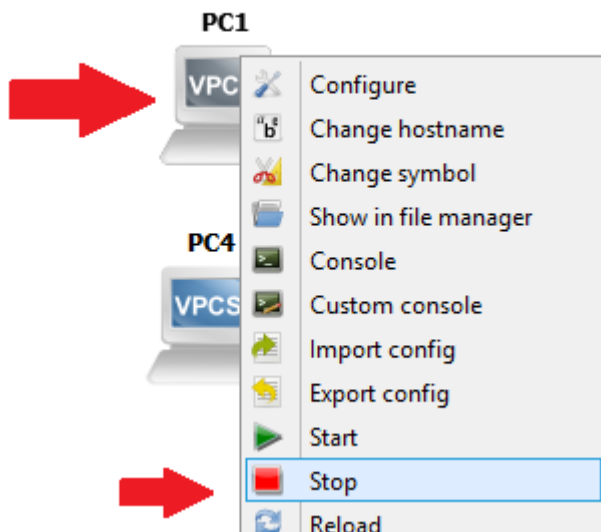 PC1
VPC
Configure
Change hostname
Change symbol
Show in file manager
PC4
Console
VPCS
Custom console
Import config
Export config
Start
Stop
Reload